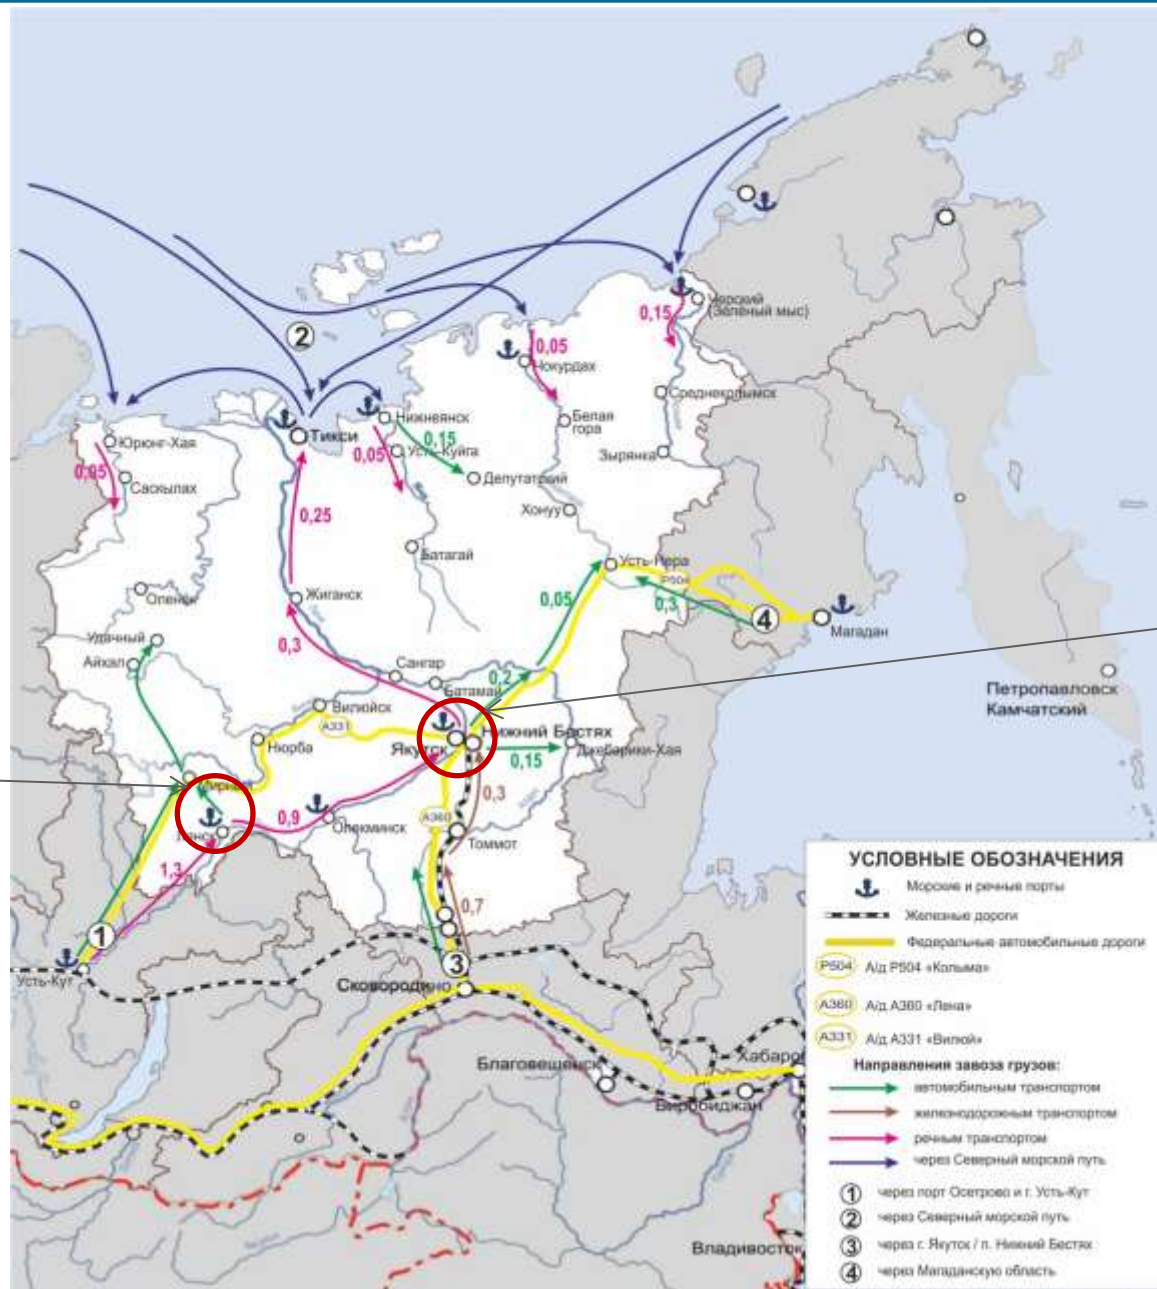 2
0,15
Черский
(Зелёный мыс)
0,05
Чокурдах
Среднеколымск
Нижнеянск
Белая
гора
Юрюнг-Хая
Тикси
0,15
0,05
Усть-Куйга
Зырянка
0,05
Саскылах
Депутатский
0,25
Хонуу
Батагай
Усть-Нера
Р504
Оленек
Жиганск
0,05
0,3
4
Магадан
Удачный
Айхал
0,3
Сангар
0,2
Батамай
Петропавловск
Камчатский
Вилюйск
А331
Нижний Бестях
Нюрба
Якутск
Джебарики-Хая
0,15
Мирный
0,3
0,9
А360
Ленск
Олекминск
Томмот
1,3
0,7
1
3
Усть-Кут
Сковородино
Благовещенск
Хабаров
Биробиджан
Владивосток
УСЛОВНЫЕ ОБОЗНАЧЕНИЯ
Морские и речные порты
Железные дороги
Федеральные автомобильные дороги
Р504 А/д Р504 «Колыма»
А360 А/д А360 «Лена»
А331 А/д А331 «Вилюй»
Направления завоза грузов:
автомобильным транспортом
железнодорожным транспортом
речным транспортом
через Северный морской путь
1 через порт Осетрово и г. Усть-Кут
2 через Северный морской путь
3 через г. Якутск / п. Нижний Бестях
4 через Магаданскую область